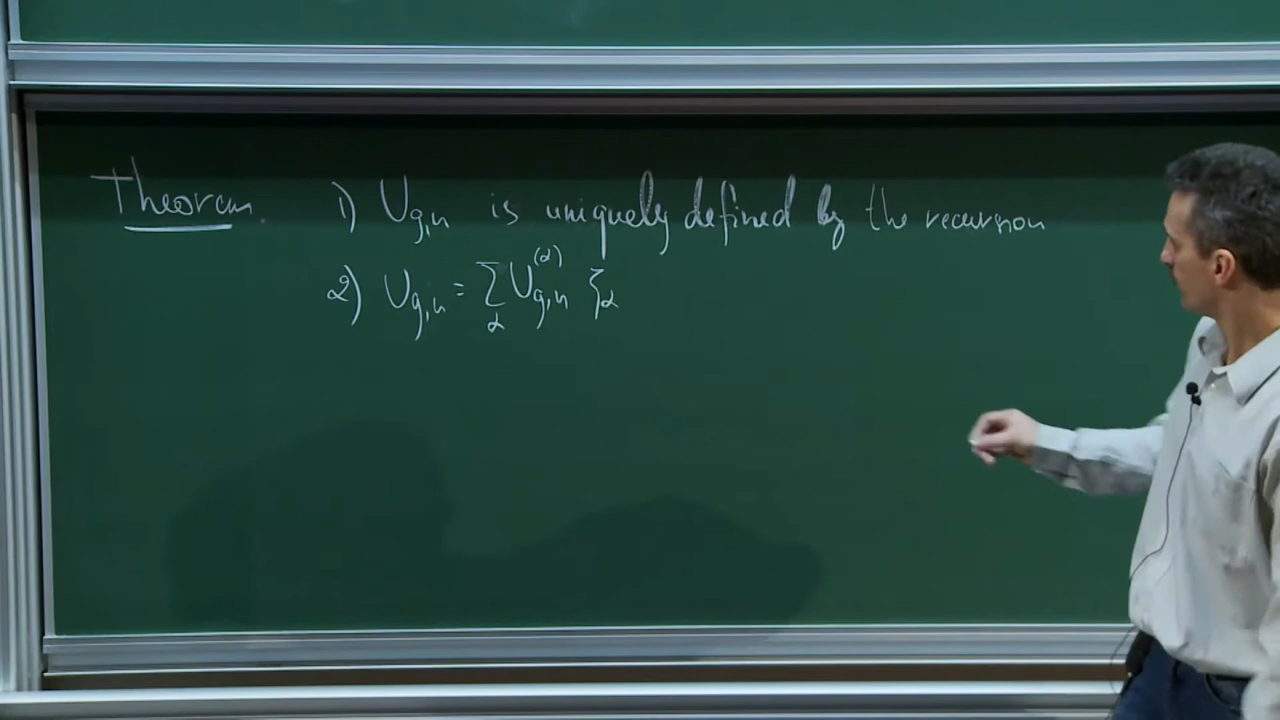 Theorem. 1) U_{g,n} is uniquely defined by the recursion
2) U_{g,n} = ∑_α U_{g,n}^{(α)} ξ_α